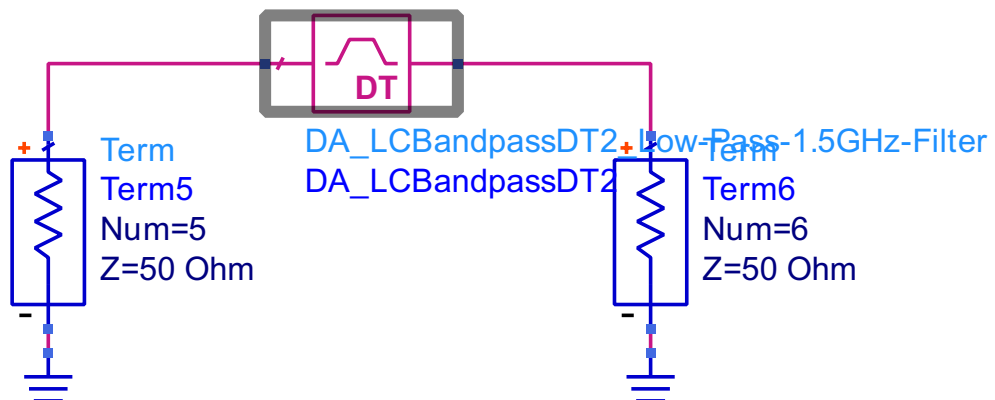 DT
DA_LCBandpassDT2_Low-Pass-1.5GHz-Filter
DA_LCBandpassDT2
+
Term
Term5
Num=5
Z=50 Ohm
-
+
Term
Term6
Num=6
Z=50 Ohm
-